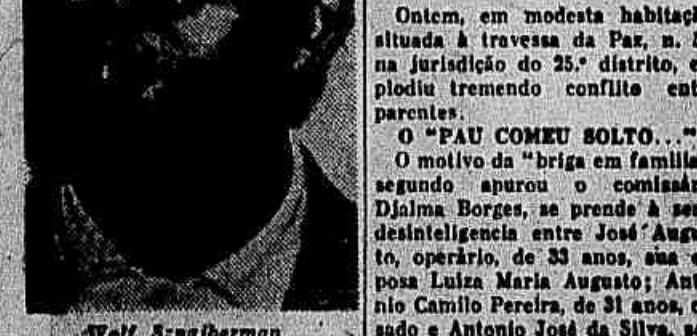 Ontem, em modesta habitaç
situada à travessa da Paz, n.
na jurisdição do 25.º distrito, e
plodiu tremendo conflito ent
parentes.
O "PAU COMEU SOLTO..."
O motivo da "briga em familia
segundo apurou o comissár
Djalma Borges, se prende à
desinteligencia entre José Augu
to, operário, de 33 anos, sua e
posa Luiza Maria Augusto; Ant
nio Camilo Pereira, de 31 anos,
sado e Antonio José da Silva,
Wolf